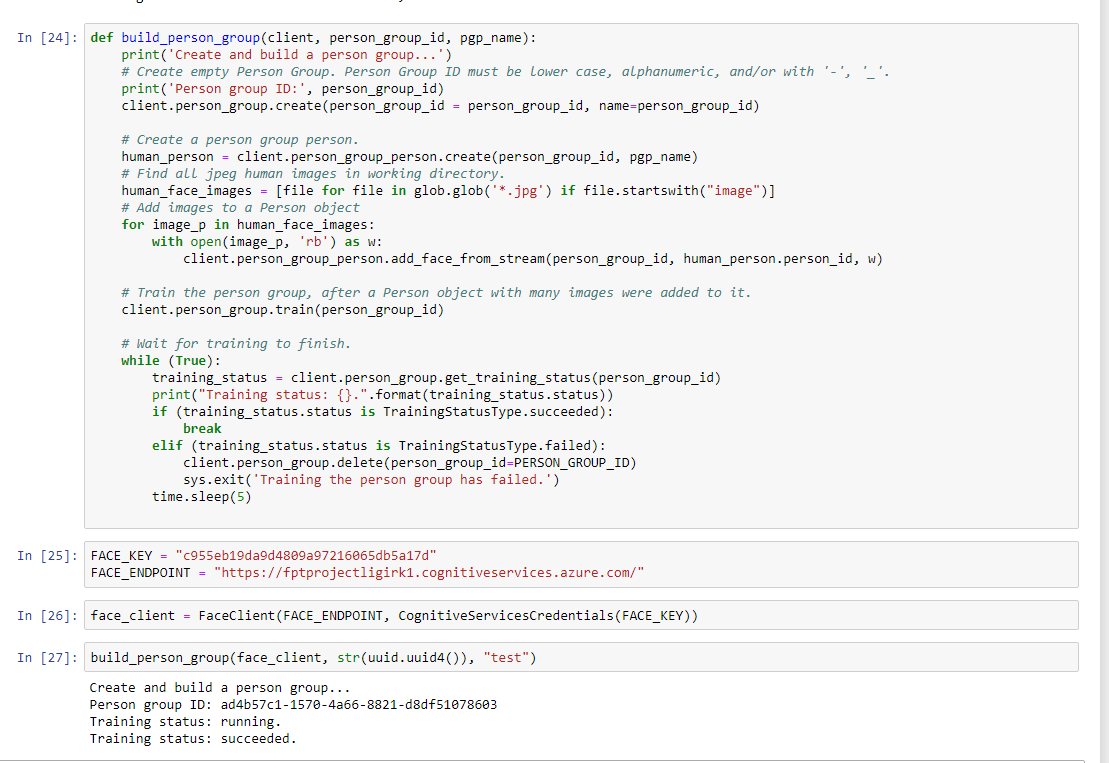 In [24]: def build_person_group(client, person_group_id, pgp_name):
    print('Create and build a person group...')
    # Create empty Person Group. Person Group ID must be lower case, alphanumeric, and/or with '-', '_'.
    print('Person group ID:', person_group_id)
    client.person_group.create(person_group_id = person_group_id, name=person_group_id)
    # Create a person group person.
    human_person = client.person_group_person.create(person_group_id, pgp_name)
    # Find all jpeg human images in working directory.
    human_face_images = [file for file in glob.glob('*.jpg') if file.startswith("image")]
    # Add images to a Person object
    for image_p in human_face_images:
        with open(image_p, 'rb') as w:
            client.person_group_person.add_face_from_stream(person_group_id, human_person.person_id, w)
    # Train the person group, after a Person object with many images were added to it.
    client.person_group.train(person_group_id)
    # Wait for training to finish.
    while (True):
        training_status = client.person_group.get_training_status(person_group_id)
        print("Training status: {}.".format(training_status.status))
        if (training_status.status is TrainingStatusType.succeeded):
            break
        elif (training_status.status is TrainingStatusType.failed):
            client.person_group.delete(person_group_id=PERSON_GROUP_ID)
            sys.exit('Training the person group has failed.')
        time.sleep(5)
In [25]: FACE_KEY = "c955eb19da9d4809a97216065db5a17d"
FACE_ENDPOINT = "https://fptprojectligirk1.cognitiveservices.azure.com/"
In [26]: face_client = FaceClient(FACE_ENDPOINT, CognitiveServicesCredentials(FACE_KEY))
In [27]: build_person_group(face_client, str(uuid.uuid4()), "test")
Create and build a person group...
Person group ID: ad4b57c1-1570-4a66-8821-d8df51078603
Training status: running.
Training status: succeeded.